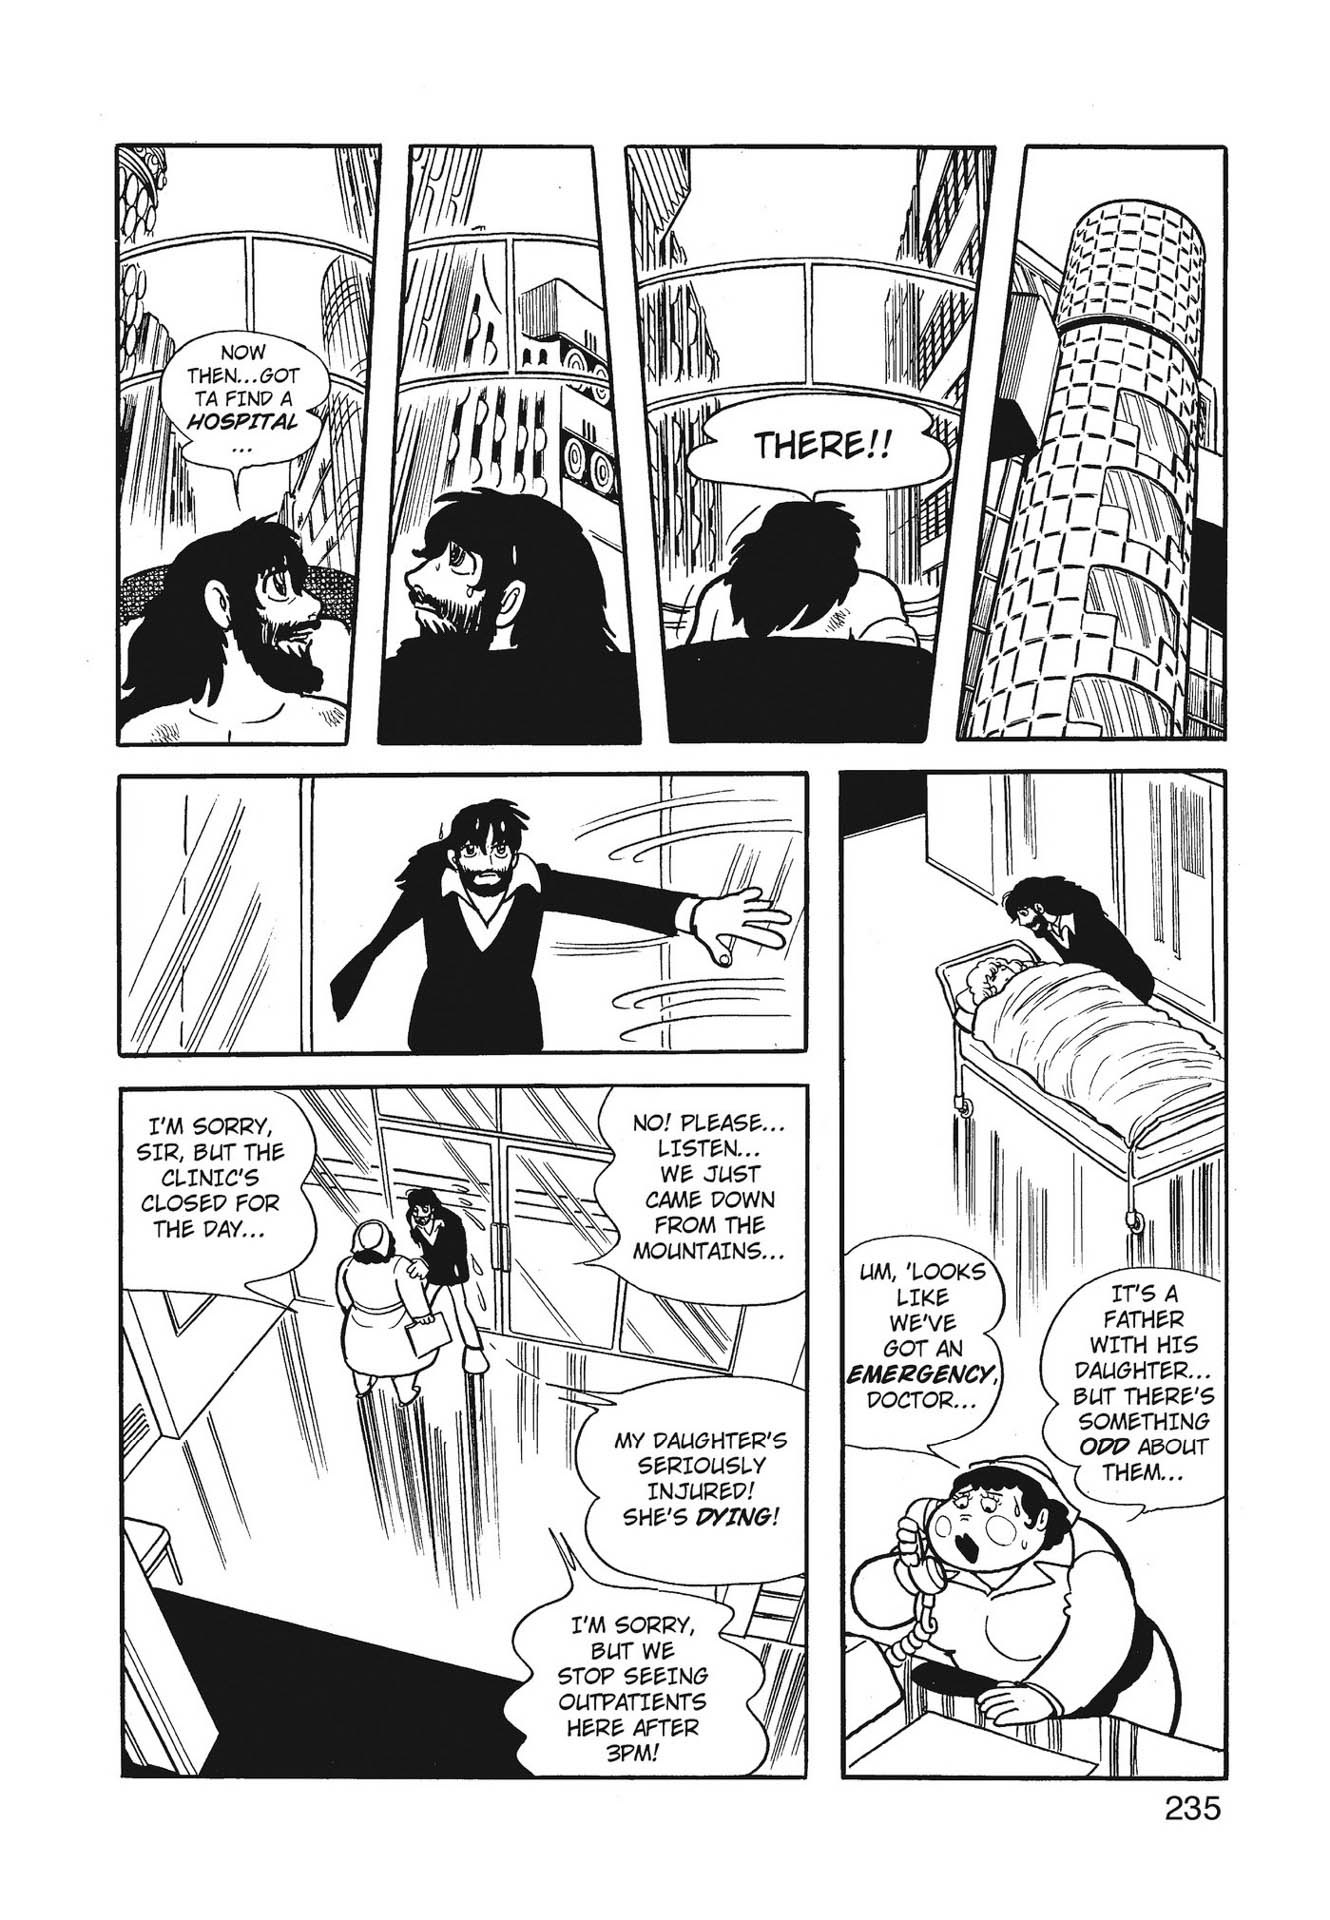 NOW
THEN...GOT
TA FIND A
HOSPITAL
...
THERE!!
I'M SORRY,
SIR, BUT THE
CLINIC'S
CLOSED FOR
THE DAY...
NO! PLEASE...
LISTEN...
WE JUST
CAME DOWN
FROM THE
MOUNTAINS...
MY DAUGHTER'S
SERIOUSLY
INJURED!
SHE'S DYING!
I'M SORRY,
BUT WE
STOP SEEING
OUTPATIENTS
HERE AFTER
3PM!
UM, 'LOOKS
LIKE
WE'VE
GOT AN
EMERGENCY,
DOCTOR...
IT'S A
FATHER
WITH HIS
DAUGHTER...
BUT THERE'S
SOMETHING
ODD ABOUT
THEM...
235